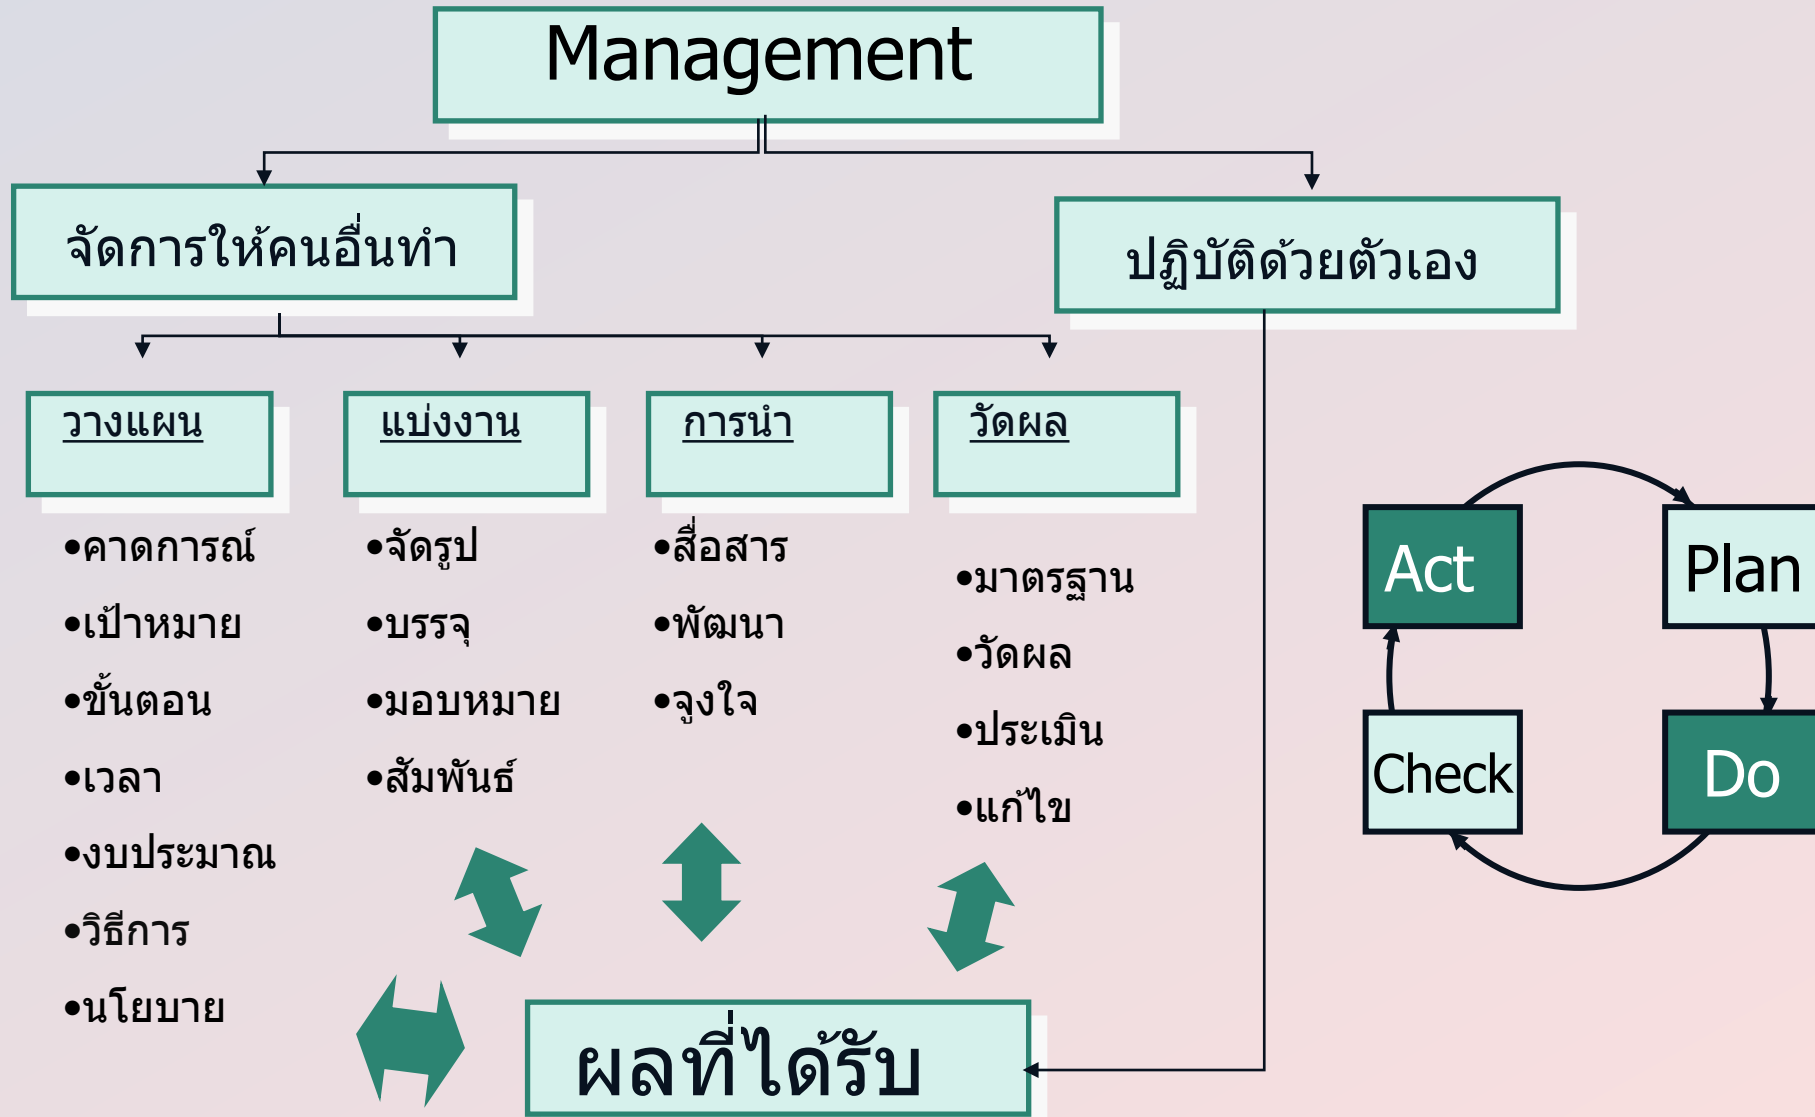 Management
จัดการให้คนอื่นทำ
ปฏิบัติด้วยตัวเอง
วางแผน
•คาดการณ์
•เป้าหมาย
•ขั้นตอน
•เวลา
•งบประมาณ
•วิธีการ
•นโยบาย
แบ่งงาน
•จัดรูป
•บรรจุ
•มอบหมาย
•สัมพันธ์
การนำ
•สื่อสาร
•พัฒนา
•จูงใจ
วัดผล
•มาตรฐาน
•วัดผล
•ประเมิน
•แก้ไข
Act
Plan
Check
Do
ผลที่ได้รับ